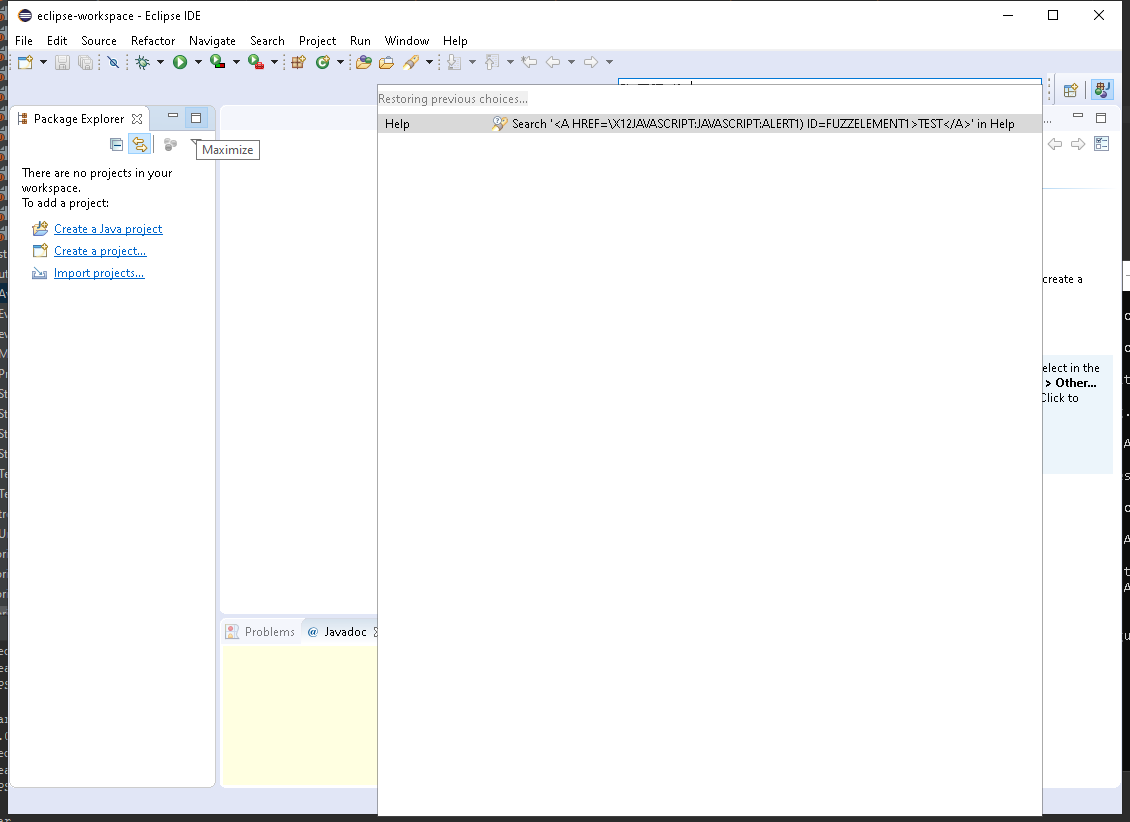 eclipse-workspace - Eclipse IDE
File Edit Source Refactor Navigate Search Project Run Window Help
Restoring previous choices...
Package Explorer
Help Search '<A HREF=\X12JAVASCRIPT:JAVASCRIPT:ALERT1) ID=FUZZELEMENT1>TEST</A>' in Help
Maximize
There are no projects in your
workspace.
To add a project:
Create a Java project
Create a project...
Import projects...
create a
elect in the
> Other...
Click to
Problems @ Javadoc